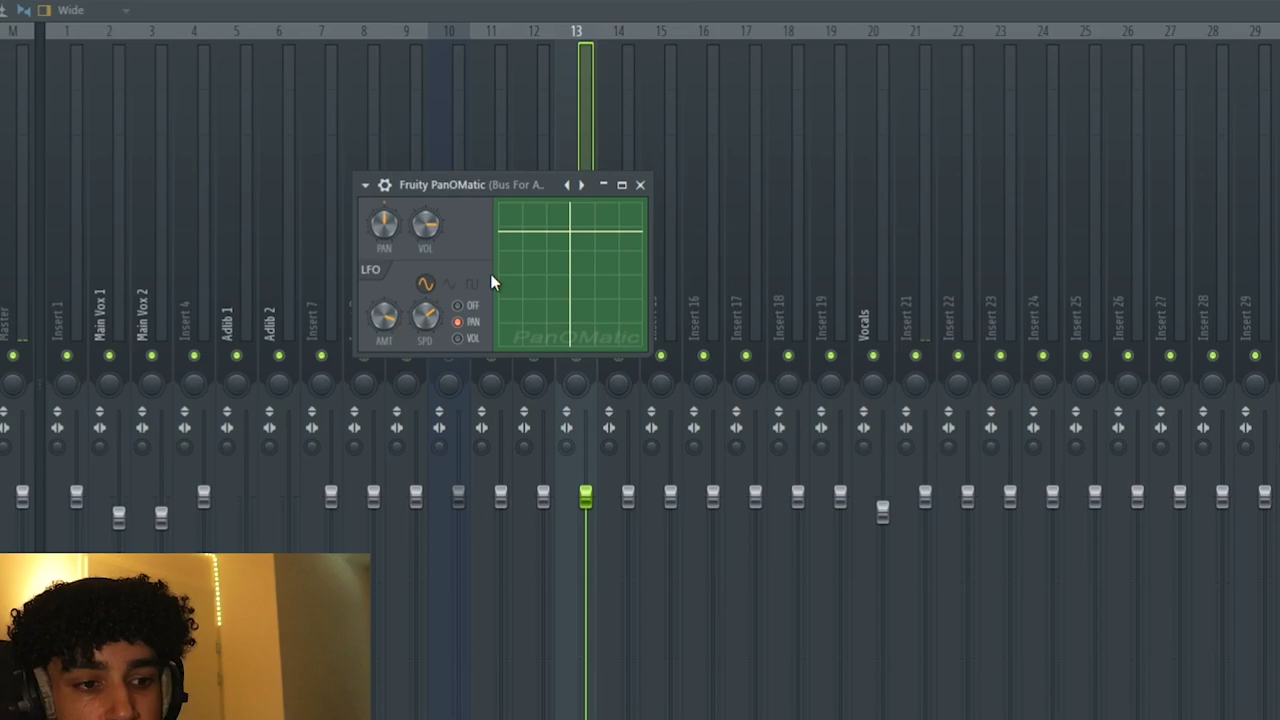 Wide
M 1 2 3 4 5 6 7 8 9 10 11 12 13 14 15 16 17 18 19 20 21 22 23 24 25 26 27 28 29
Fruity PanOMatic (Bus For A..
PAN VOL
LFO
OFF
PAN
VOL
AMT SPD
PanOMatic
Master
Insert 1
Main Vox 1
Main Vox 2
Insert 4
Adlib 1
Adlib 2
Insert 7
Insert 16
Insert 17
Insert 18
Insert 19
Vocals
Insert 21
Insert 22
Insert 23
Insert 24
Insert 25
Insert 26
Insert 27
Insert 28
Insert 29